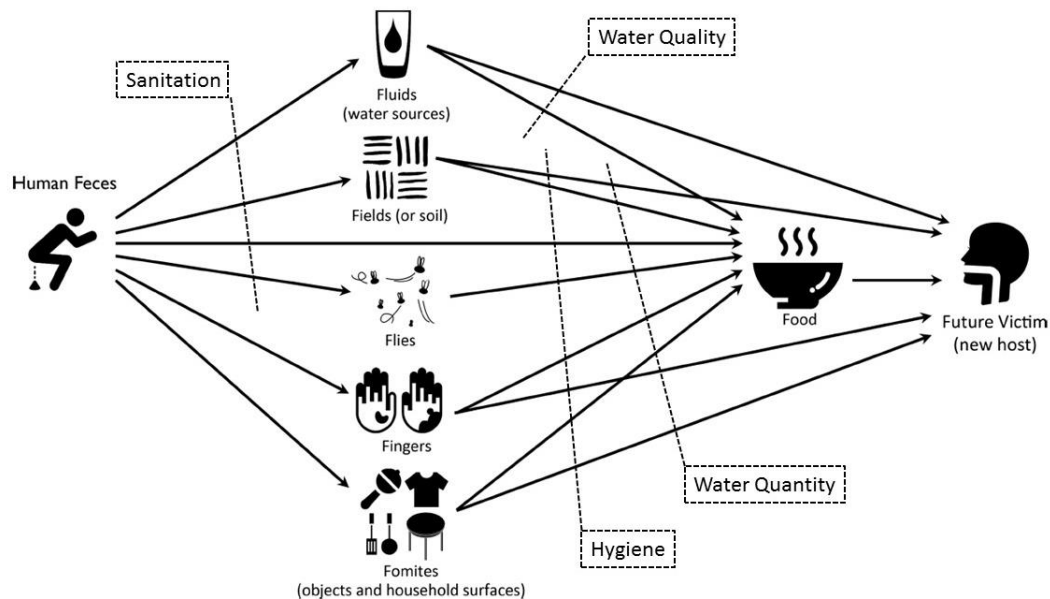 Water Quality
Sanitation
Fluids
(water sources)
Human Feces
Fields (or soil)
Flies
Food
Future Victim
(new host)
Fingers
Water Quantity
Hygiene
Fomites
(objects and household surfaces)